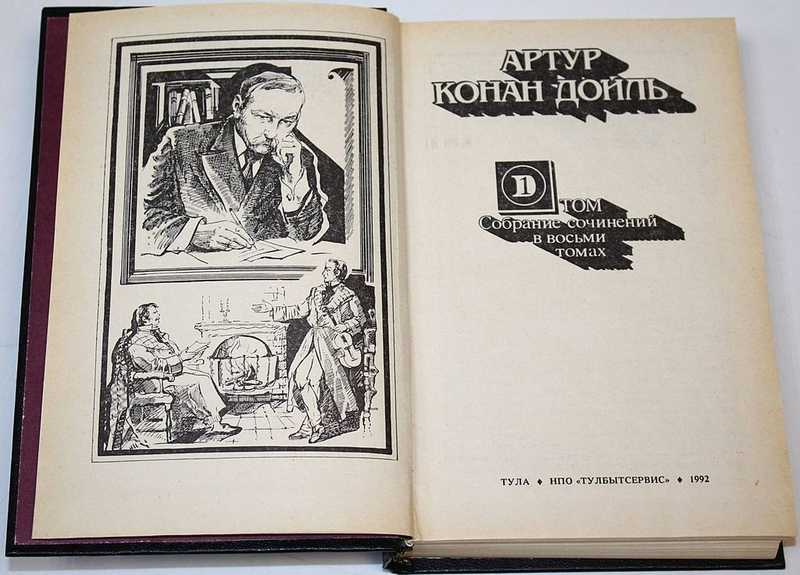 АРТУР
КОНАН ДОЙЛЬ
1
ТОМ
Собрание сочинений
в восьми
томах
ТУЛА ♦ НПО «ТУЛБЫТСЕРВИС» ♦ 1992